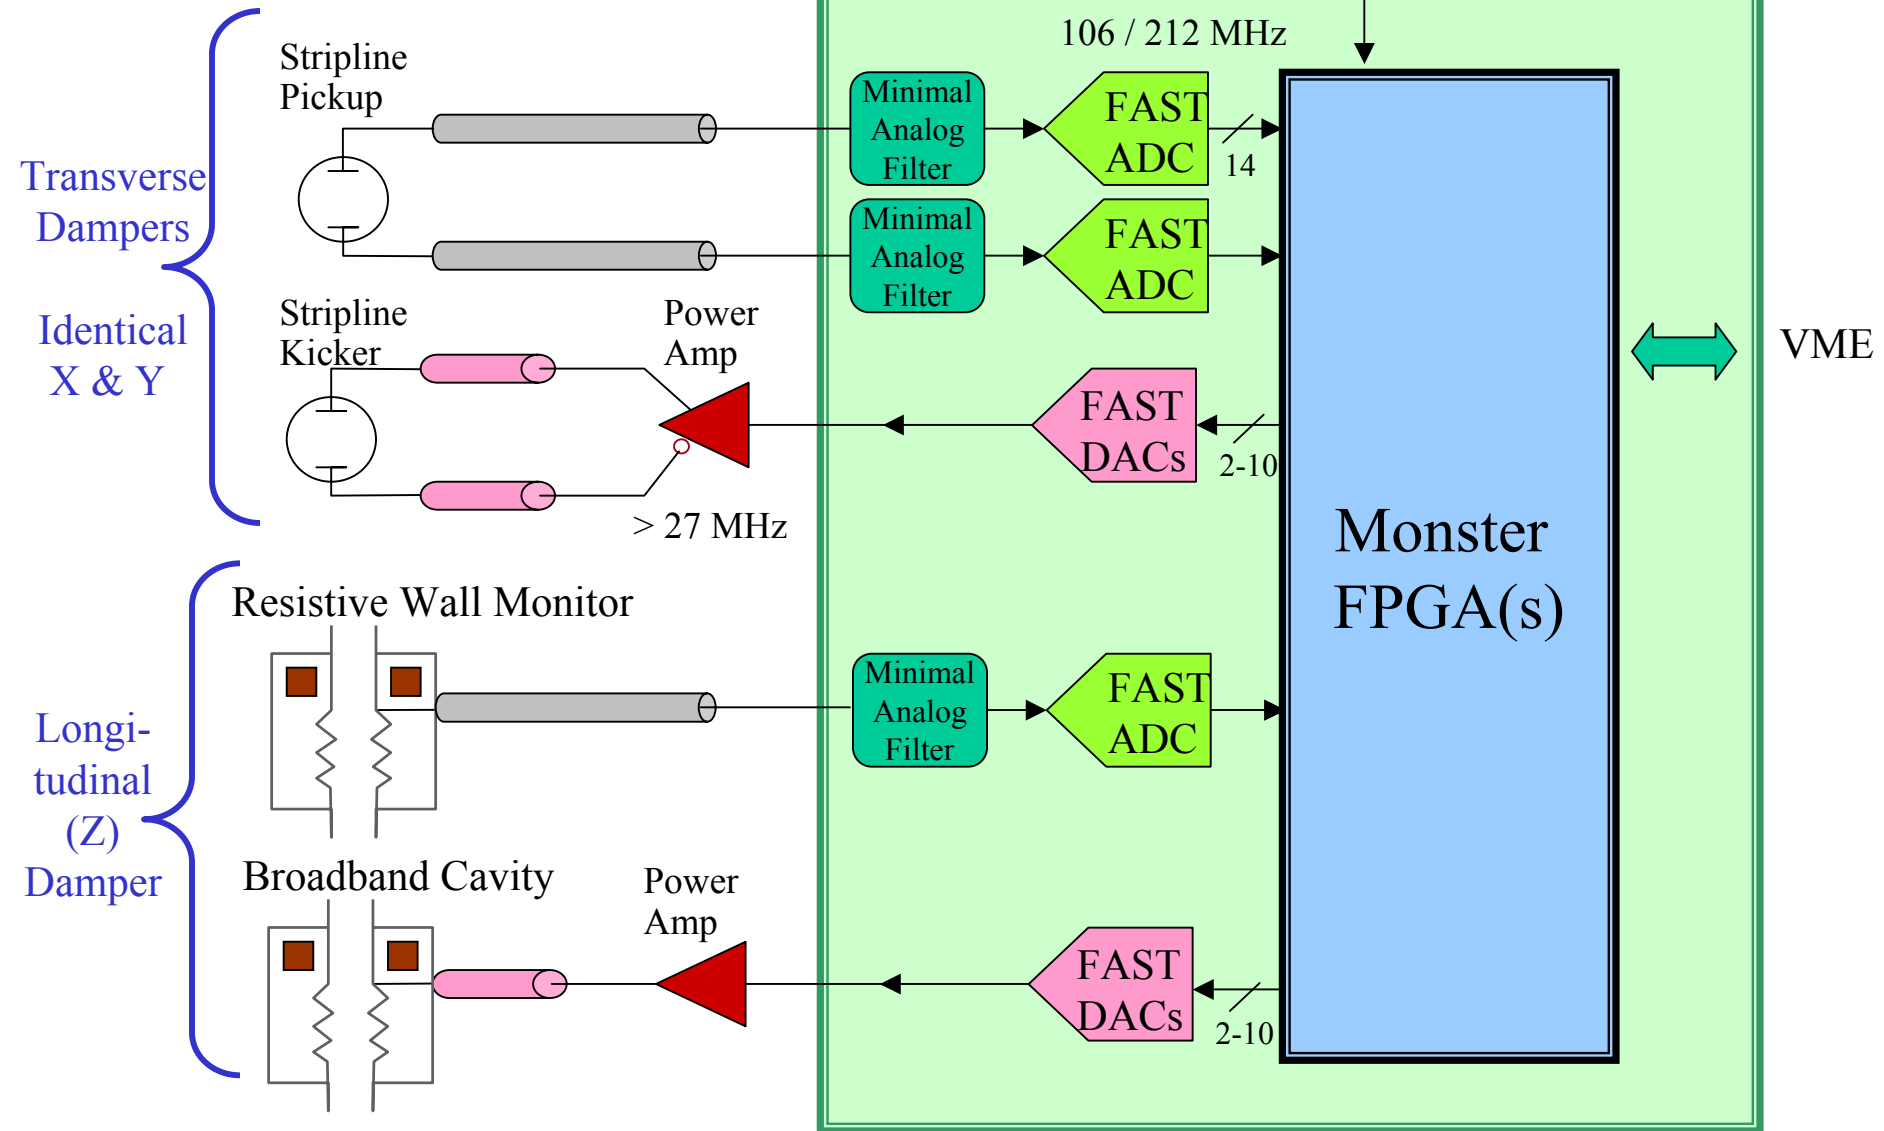 106 / 212 MHz
Stripline
Pickup
Minimal
Analog
Filter
FAST
ADC
14
Transverse
Dampers
Minimal
Analog
Filter
FAST
ADC
Identical
X & Y
Stripline
Kicker
Power
Amp
> 27 MHz
FAST
DACs
2-10
VME
Monster
FPGA(s)
Resistive Wall Monitor
Minimal
Analog
Filter
FAST
ADC
Longi-
tudinal
(Z)
Damper
Broadband Cavity
Power
Amp
FAST
DACs
2-10